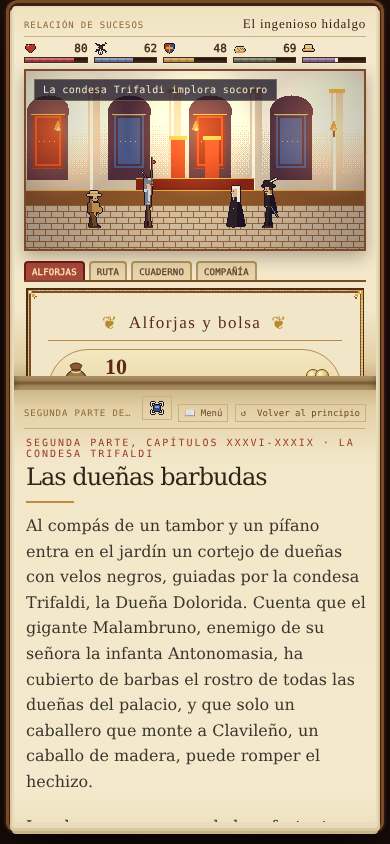 RELACIÓN DE SUCESOS
El ingenioso hidalgo
80 62 48 69
La condesa Trifaldi implora socorro
ALFORJAS RUTA CUADERNO COMPAÑÍA
Alforjas y bolsa
10
SEGUNDA PARTE DE…
Menú
↺ Volver al principio
SEGUNDA PARTE, CAPÍTULOS XXXVI-XXXIX · LA
CONDESA TRIFALDI
Las dueñas barbudas
Al compás de un tambor y un pífano
entra en el jardín un cortejo de dueñas
con velos negros, guiadas por la condesa
Trifaldi, la Dueña Dolorida. Cuenta que el
gigante Malambruno, enemigo de su
señora la infanta Antonomasia, ha
cubierto de barbas el rostro de todas las
dueñas del palacio, y que solo un
caballero que monte a Clavileño, un
caballo de madera, puede romper el
hechizo.